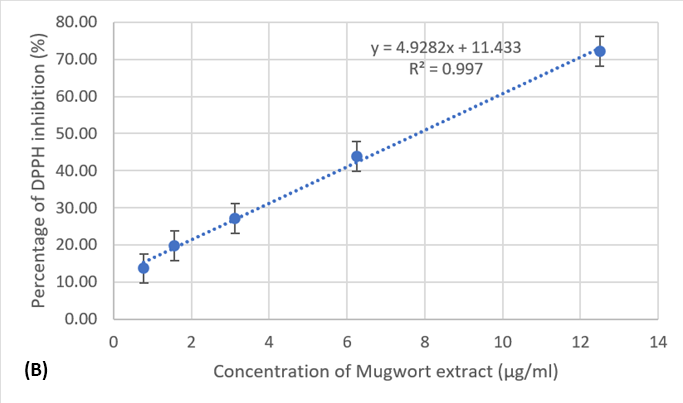 80.00
70.00
60.00
50.00
40.00
30.00
20.00
10.00
0.00
Percentage of DPPH inhibition (%)
y = 4.9282x + 11.433
R² = 0.997
0 2 4 6 8 10 12 14
Concentration of Mugwort extract (µg/ml)
(B)